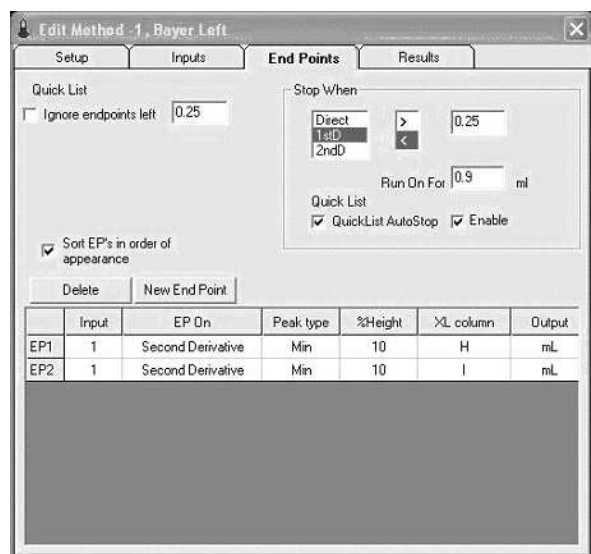 Edit Method -1, Bayer Left
Setup
Inputs
End Points
Results
Quick List
Ignore endpoints left 0.25
Stop When
Direct
1stD
2ndD
>
<
0.25
Run On For 0.9 ml
Quick List
QuickList AutoStop Enable
Sort EP's in order of
appearance
Delete New End Point
Input EP On Peak type %Height XL column Output
EP1 1 Second Derivative Min 10 H mL
EP2 1 Second Derivative Min 10 I mL